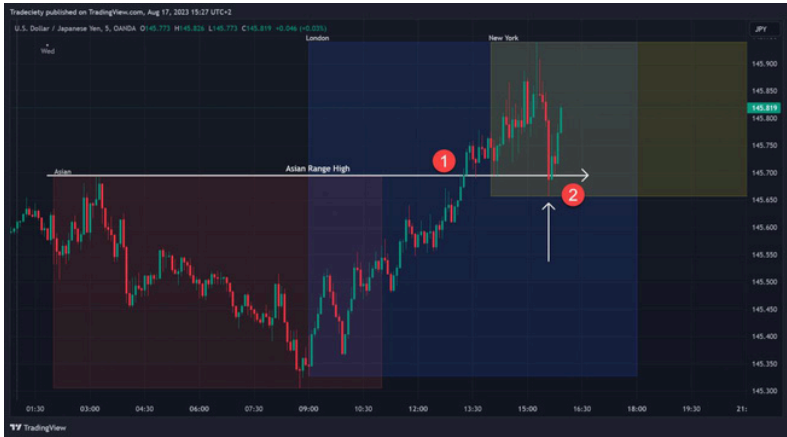 Tradeciety published on TradingView.com, Aug 17, 2023 15:27 UTC+2
U.S. Dollar / Japanese Yen, 5, OANDA O145.773 H145.826 L145.773 C145.819 +0.046 (+0.03%)
JPY
London
New York
Wed
145.900
145.850
145.819
145.800
145.750
1
Asian Range High
Asian
145.700
2
145.650
145.600
145.550
145.500
145.450
145.400
145.350
145.300
01:30 03:00 04:30 06:00 07:30 09:00 10:30 12:00 13:30 15:00 16:30 18:00 19:30 21:
TradingView